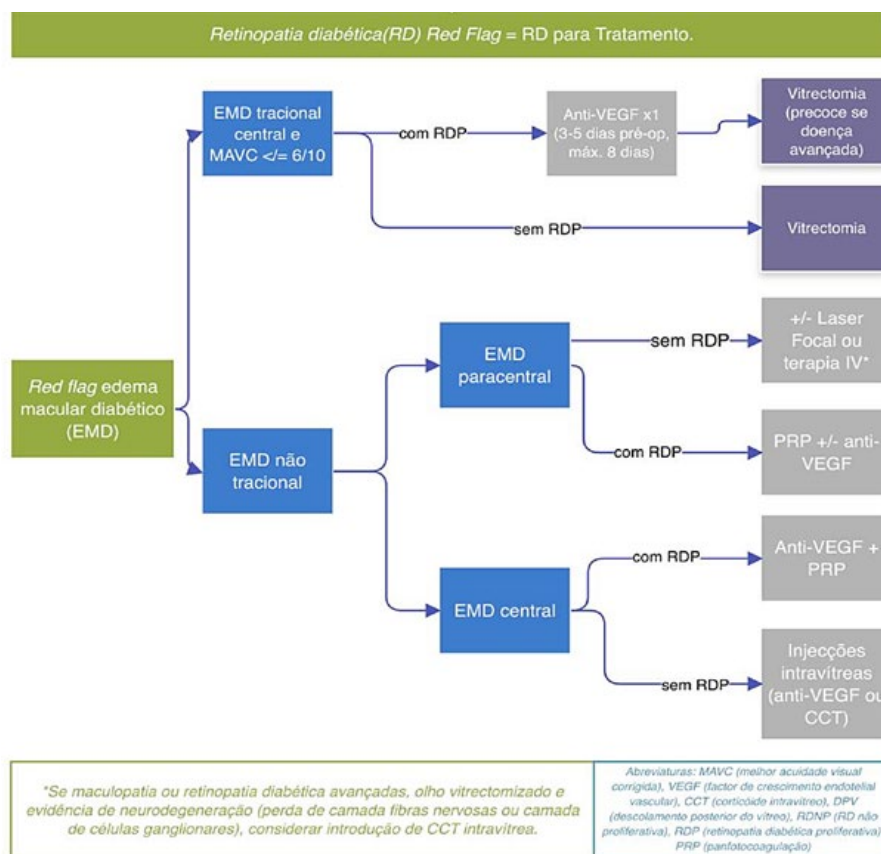 Retinopatia diabética(RD) Red Flag = RD para Tratamento.
EMD tracional
central e
MAVC </= 6/10
com RDP
Anti-VEGF x1
(3-5 dias pré-op,
máx. 8 dias)
Vitrectomia
(precoce se
doença
avançada)
sem RDP
Vitrectomia
Red flag edema
macular diabético
(EMD)
EMD não
tracional
EMD
paracentral
sem RDP
+/- Laser
Focal ou
terapia IV*
com RDP
PRP +/- anti-
VEGF
EMD central
com RDP
Anti-VEGF +
PRP
sem RDP
Injecções
intravítreas
(anti-VEGF ou
CCT)
*Se maculopatia ou retinopatia diabética avançadas, olho vitrectomizado e
evidência de neurodegeneração (perda de camada fibras nervosas ou camada
de células ganglionares), considerar introdução de CCT intravítrea.
Abreviaturas: MAVC (melhor acuidade visual
corrigida), VEGF (factor de crescimento endotelial
vascular), CCT (corticóide intravítreo), DPV
(descolamento posterior do vítreo), RDNP (RD não
proliferativa), RDP (retinopatia diabética proliferativa)
PRP (panfotocoagulação)